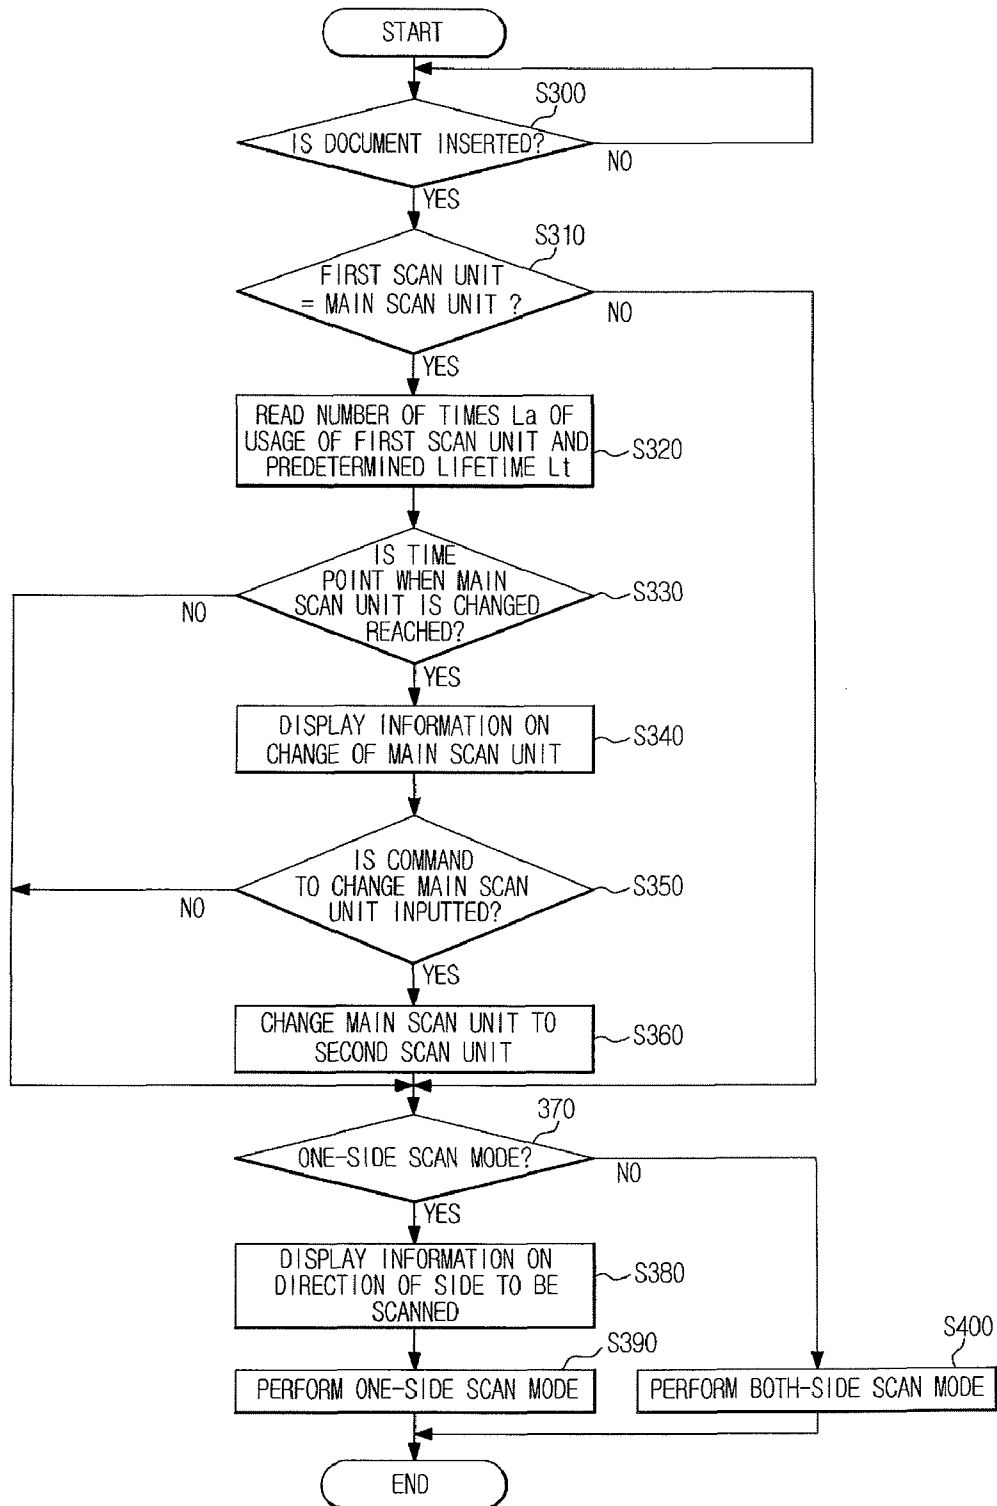 START
S300
IS DOCUMENT INSERTED?
NO
YES
S310
FIRST SCAN UNIT
= MAIN SCAN UNIT ?
NO
YES
READ NUMBER OF TIMES La OF
USAGE OF FIRST SCAN UNIT AND
PREDETERMINED LIFETIME Lt
S320
IS TIME
POINT WHEN MAIN
SCAN UNIT IS CHANGED
REACHED?
S330
NO
YES
DISPLAY INFORMATION ON
CHANGE OF MAIN SCAN UNIT
S340
IS COMMAND
TO CHANGE MAIN SCAN
UNIT INPUTTED?
S350
NO
YES
CHANGE MAIN SCAN UNIT TO
SECOND SCAN UNIT
S360
370
ONE-SIDE SCAN MODE?
NO
YES
DISPLAY INFORMATION ON
DIRECTION OF SIDE TO BE
SCANNED
S380
S390
PERFORM ONE-SIDE SCAN MODE
S400
PERFORM BOTH-SIDE SCAN MODE
END